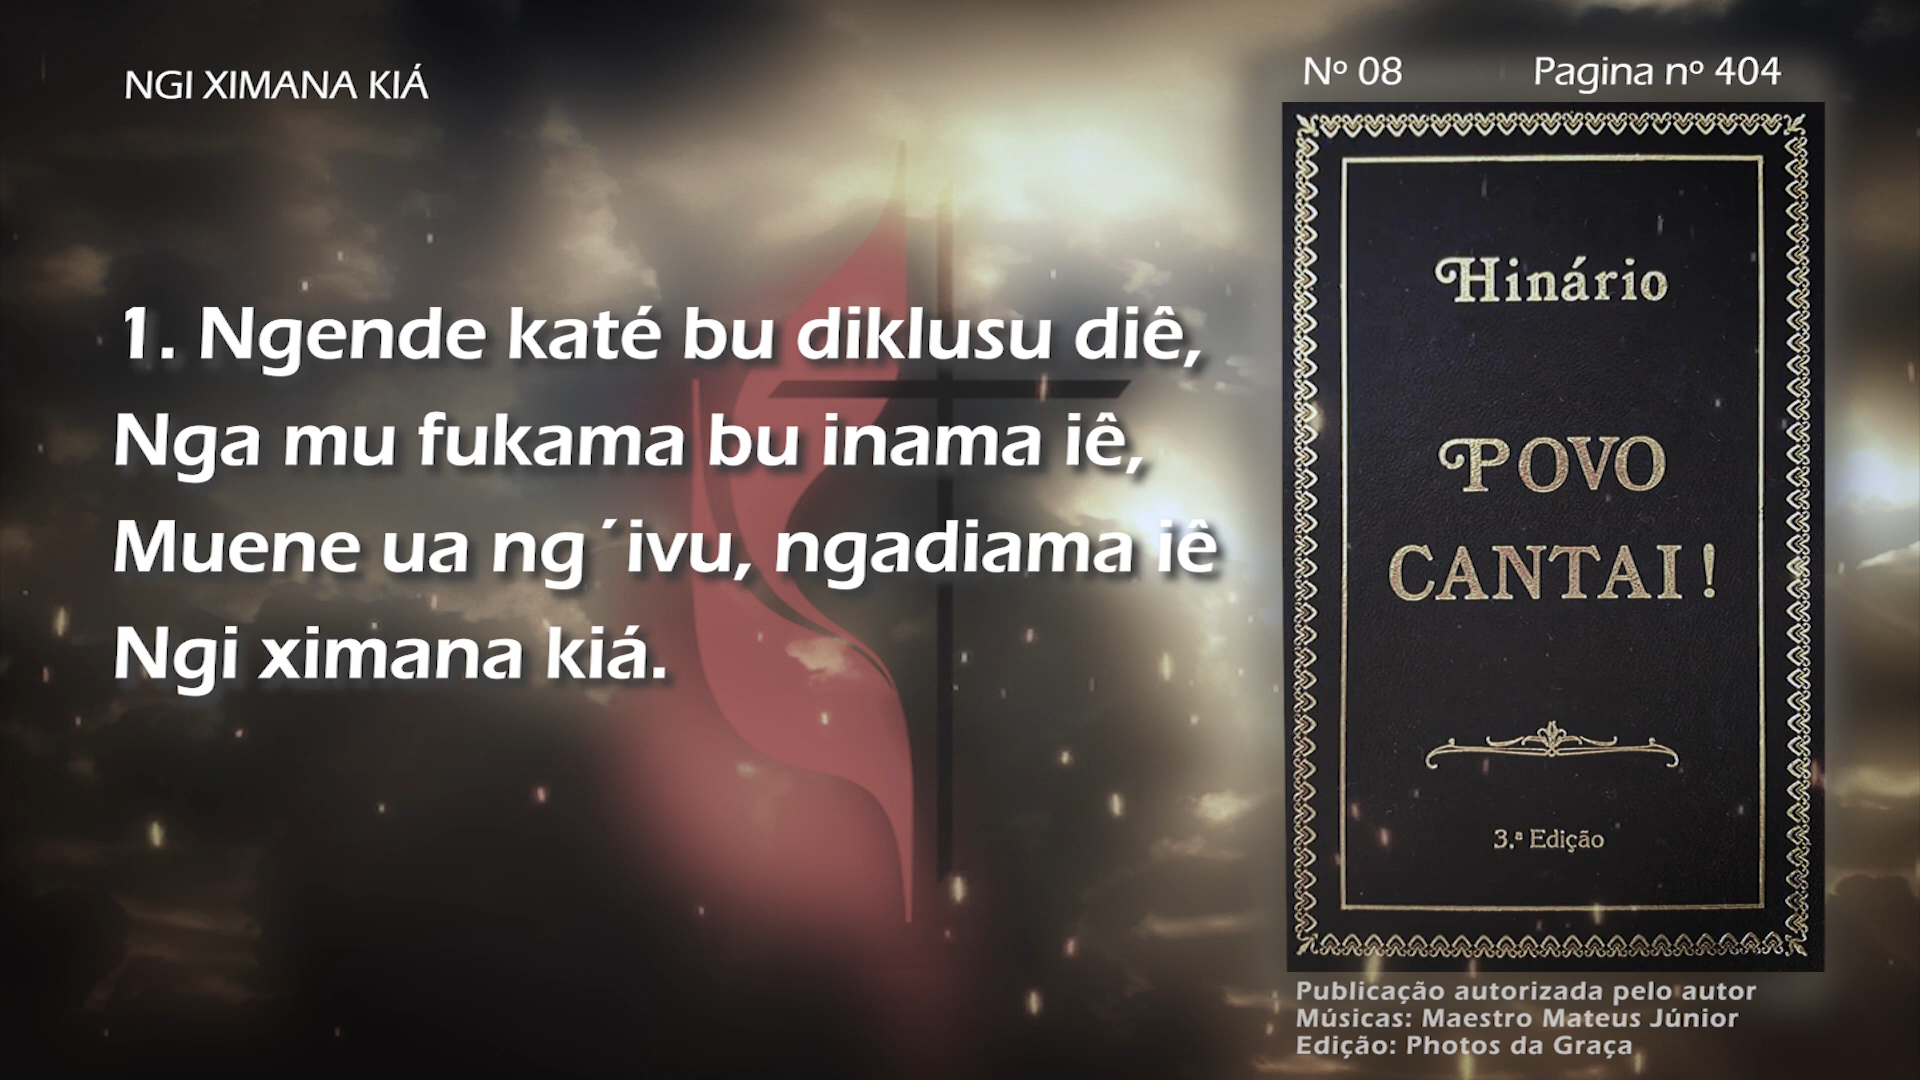 NGI XIMANA KIÁ
Nº 08 Pagina nº 404
1. Ngende katé bu diklusu diê,
Nga mu fukama bu inama iê,
Muene ua ng´ivu, ngadiama iê
Ngi ximana kiá.
Hinário
POVO
CANTAI!
3.ª Edição
Publicação autorizada pelo autor
Músicas: Maestro Mateus Júnior
Edição: Photos da Graça